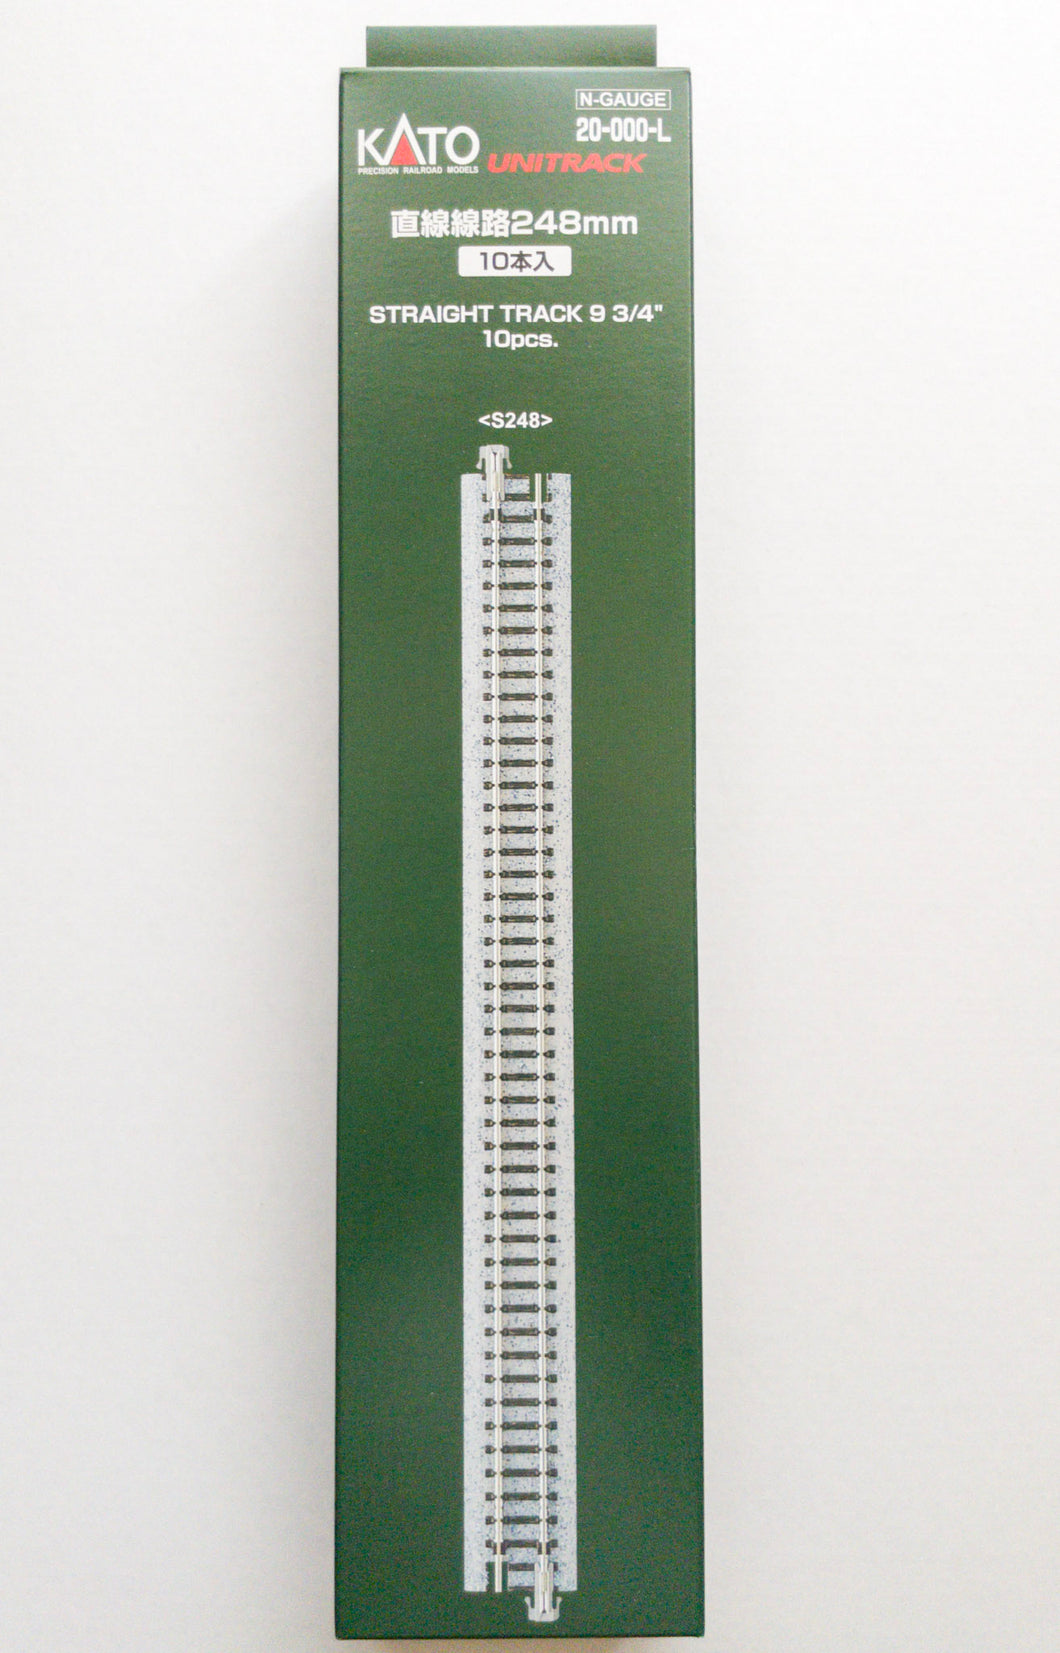 N-GAUGE
20-000-L
KATO
PRECISION RAILROAD MODELS
UNITRACK
直線線路248mm
10本入
STRAIGHT TRACK 9 3/4"
10pcs.
<S248>